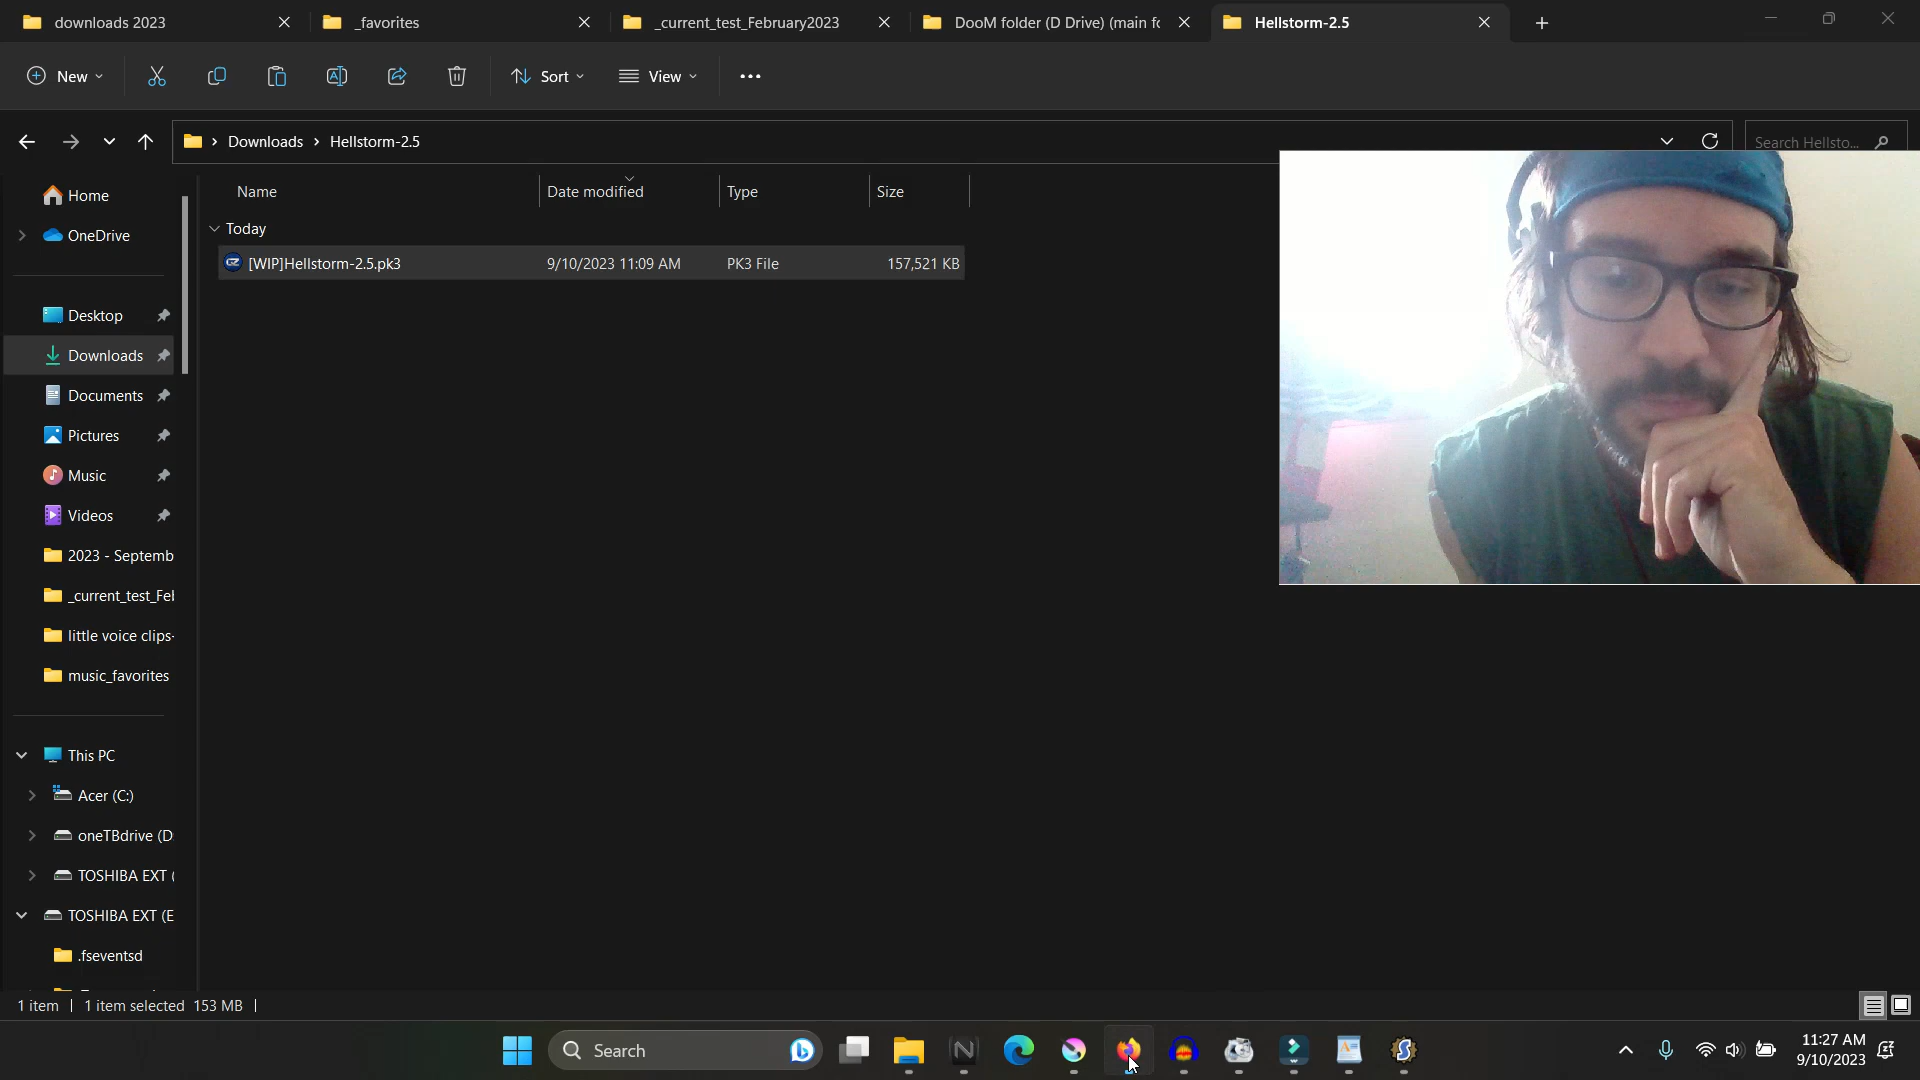 downloads 2023
_favorites
_current_test_February2023
DooM folder (D Drive) (main fo
Hellstorm-2.5
New
Sort
View
Downloads
Hellstorm-2.5
Search Hellsto...
Name
Date modified
Type
Size
Today
[WIP]Hellstorm-2.5.pk3
9/10/2023 11:09 AM
PK3 File
157,521 KB
Home
OneDrive
Desktop
Downloads
Documents
Pictures
Music
Videos
2023 - Septemb
_current_test_Fel
little voice clips-
music_favorites
This PC
Acer (C:)
oneTBdrive (D:
TOSHIBA EXT (
TOSHIBA EXT (E
.fseventsd
1 item
1 item selected 153 MB
Search
11:27 AM
9/10/2023